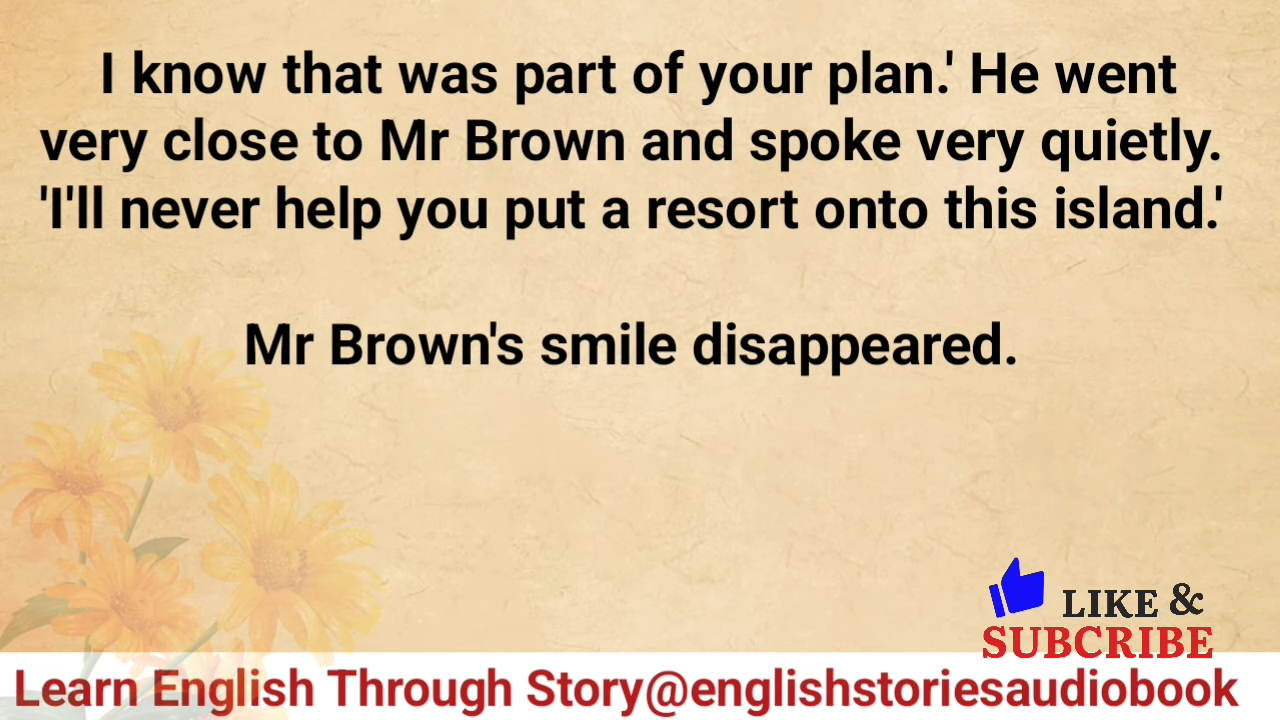 I know that was part of your plan.' He went
very close to Mr Brown and spoke very quietly.
'I'll never help you put a resort onto this island.'
Mr Brown's smile disappeared.
LIKE &
SUBCRIBE
Learn English Through Story@englishstoriesaudiobook